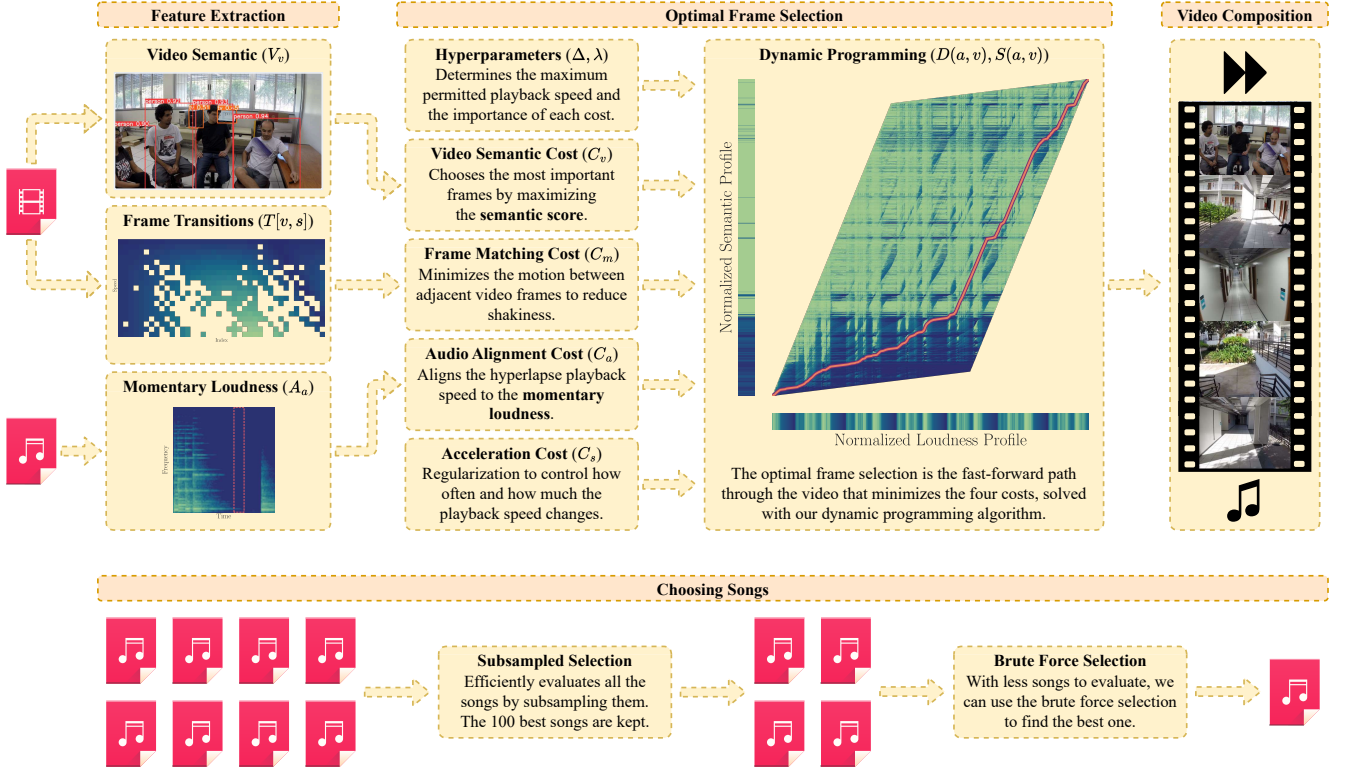 Feature Extraction
Optimal Frame Selection
Video Composition
Video Semantic (V_v)
person 0.90
Frame Transitions (T[v, s])
Speed
Index
Momentary Loudness (A_a)
Frequency
Time
Hyperparameters (Δ, λ)
Determines the maximum
permitted playback speed and
the importance of each cost.
Video Semantic Cost (C_v)
Chooses the most important
frames by maximizing
the semantic score.
Frame Matching Cost (C_m)
Minimizes the motion between
adjacent video frames to reduce
shakiness.
Audio Alignment Cost (C_a)
Aligns the hyperlapse playback
speed to the momentary
loudness.
Acceleration Cost (C_s)
Regularization to control how
often and how much the
playback speed changes.
Dynamic Programming (D(a, v), S(a, v))
Normalized Semantic Profile
Normalized Loudness Profile
The optimal frame selection is the fast-forward path
through the video that minimizes the four costs, solved
with our dynamic programming algorithm.
Choosing Songs
Subsampled Selection
Efficiently evaluates all the
songs by subsampling them.
The 100 best songs are kept.
Brute Force Selection
With less songs to evaluate, we
can use the brute force selection
to find the best one.